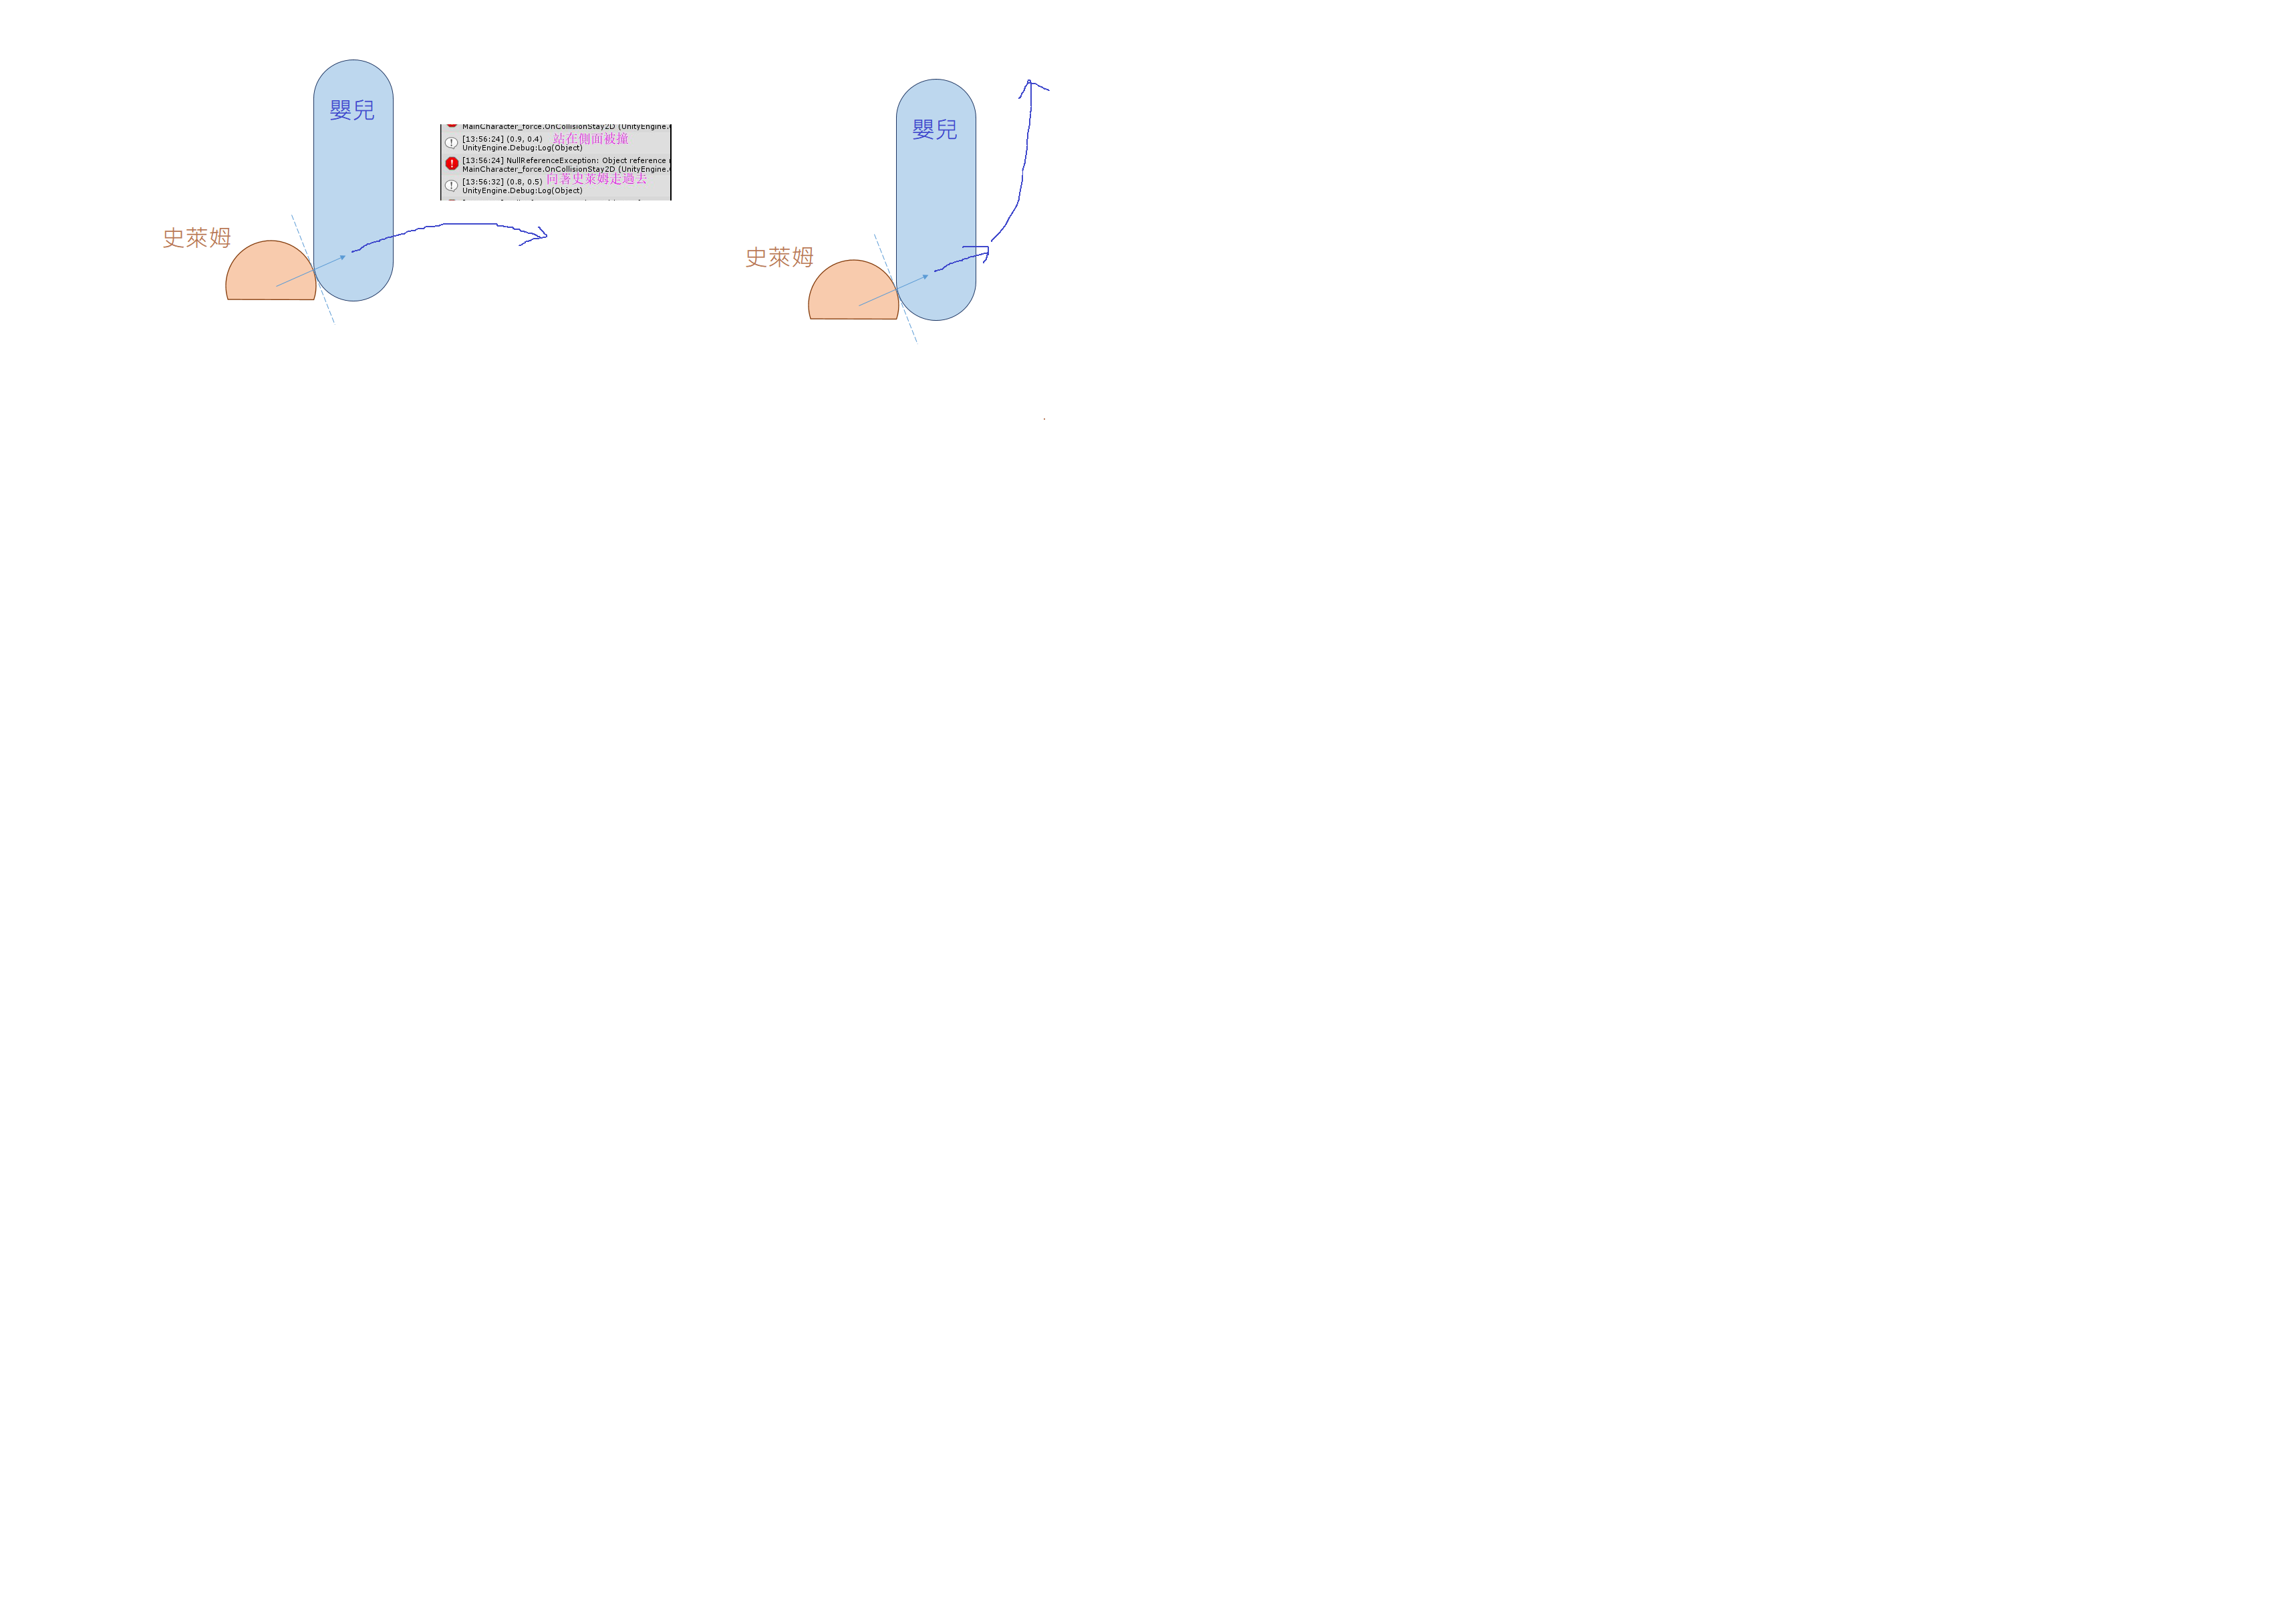 嬰兒
史萊姆
MainCharacter_force.OnCollisionStay2D (UnityEngine.
[13:56:24] (0.9, 0.4) 站在側面被撞
UnityEngine.Debug:Log(Object)
[13:56:24] NullReferenceException: Object reference
MainCharacter_force.OnCollisionStay2D (UnityEngine.
[13:56:32] (0.8, 0.5) 向著史萊姆走過去
UnityEngine.Debug:Log(Object)
嬰兒
史萊姆